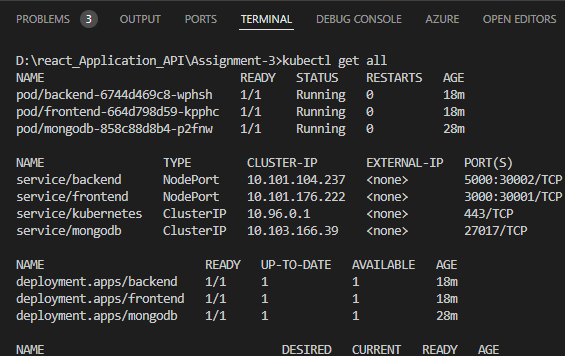 PROBLEMS 3 OUTPUT PORTS TERMINAL DEBUG CONSOLE AZURE OPEN EDITORS
D:\react_Application_API\Assignment-3>kubectl get all
NAME READY STATUS RESTARTS AGE
pod/backend-6744d469c8-wphsh 1/1 Running 0 18m
pod/frontend-664d798d59-kpphc 1/1 Running 0 18m
pod/mongodb-858c88d8b4-p2fnw 1/1 Running 0 28m
NAME TYPE CLUSTER-IP EXTERNAL-IP PORT(S)
service/backend NodePort 10.101.104.237 <none> 5000:30002/TCP
service/frontend NodePort 10.101.176.222 <none> 3000:30001/TCP
service/kubernetes ClusterIP 10.96.0.1 <none> 443/TCP
service/mongodb ClusterIP 10.103.166.39 <none> 27017/TCP
NAME READY UP-TO-DATE AVAILABLE AGE
deployment.apps/backend 1/1 1 1 18m
deployment.apps/frontend 1/1 1 1 18m
deployment.apps/mongodb 1/1 1 1 28m
NAME DESIRED CURRENT READY AGE